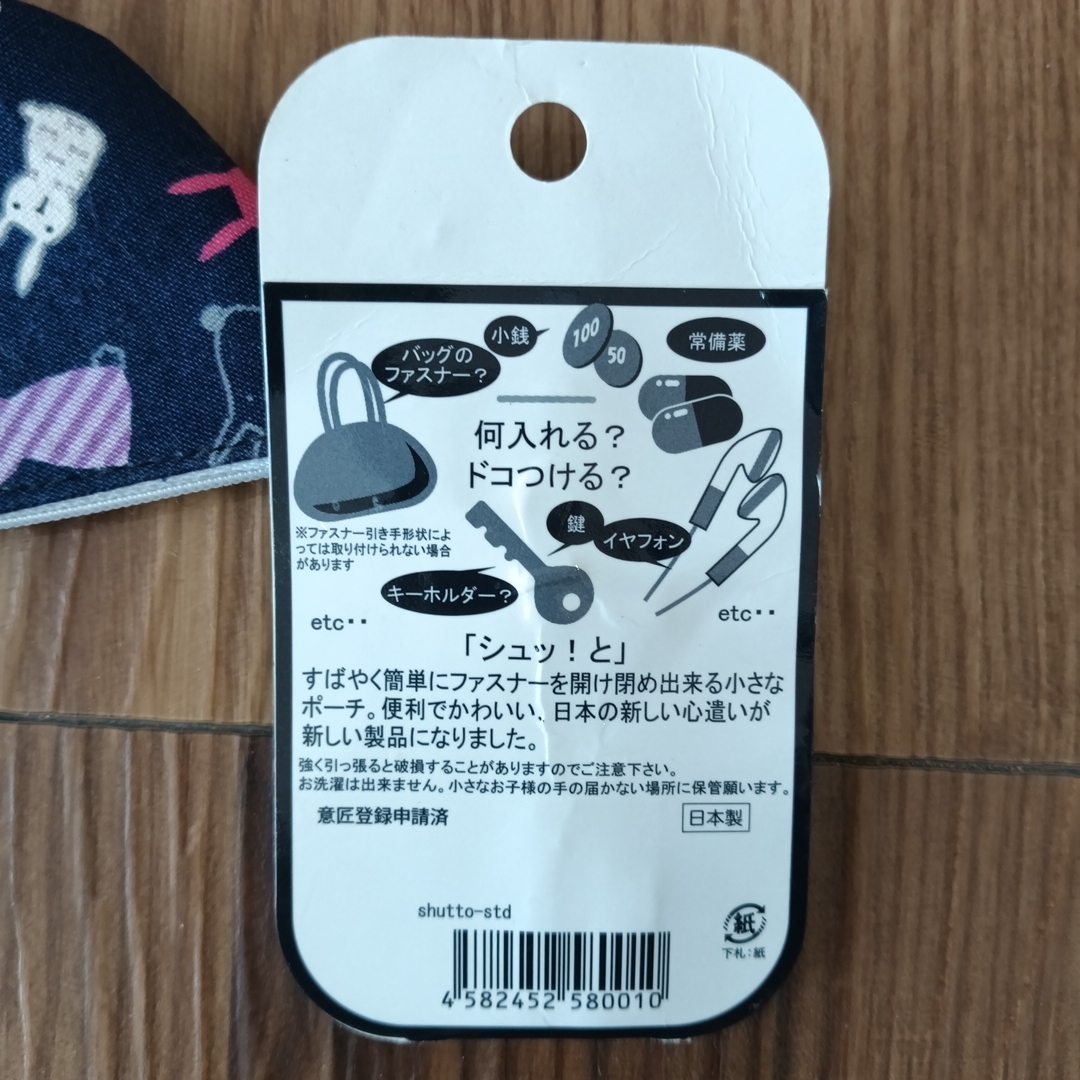 小銭
100
50
常備薬
バッグの
ファスナー?
何入れる?
ドコつける?
鍵
イヤフォン
※ファスナー引き手形状によ
っては取り付けられない場合
があります
キーホルダー?
etc・・
etc・・
「シュッ!と」
すばやく簡単にファスナーを開け閉め出来る小さな
ポーチ。便利でかわいい、日本の新しい心遣いが
新しい製品になりました。
強く引っ張ると破損することがありますのでご注意下さい。
お洗濯は出来ません。小さなお子様の手の届かない場所に保管願います。
意匠登録申請済
日本製
shutto-std
紙
下札:紙
4 582452 580010